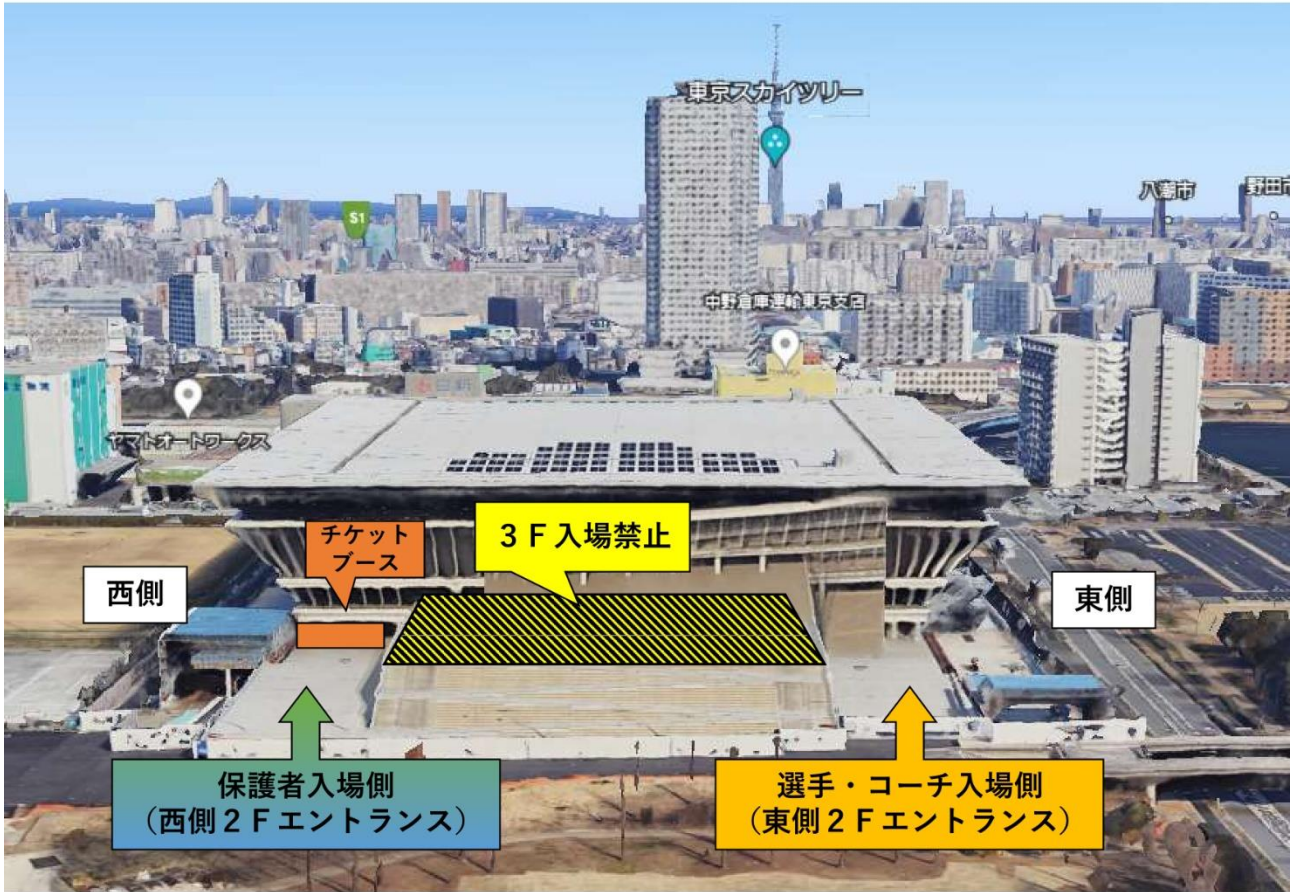 東京スカイツリー
八潮市
野田市
S1
中野倉庫運輸東京支店
ヤマトオートワークス
チケット
ブース
3F入場禁止
西側
東側
保護者入場側
(西側2Fエントランス)
選手・コーチ入場側
(東側2Fエントランス)